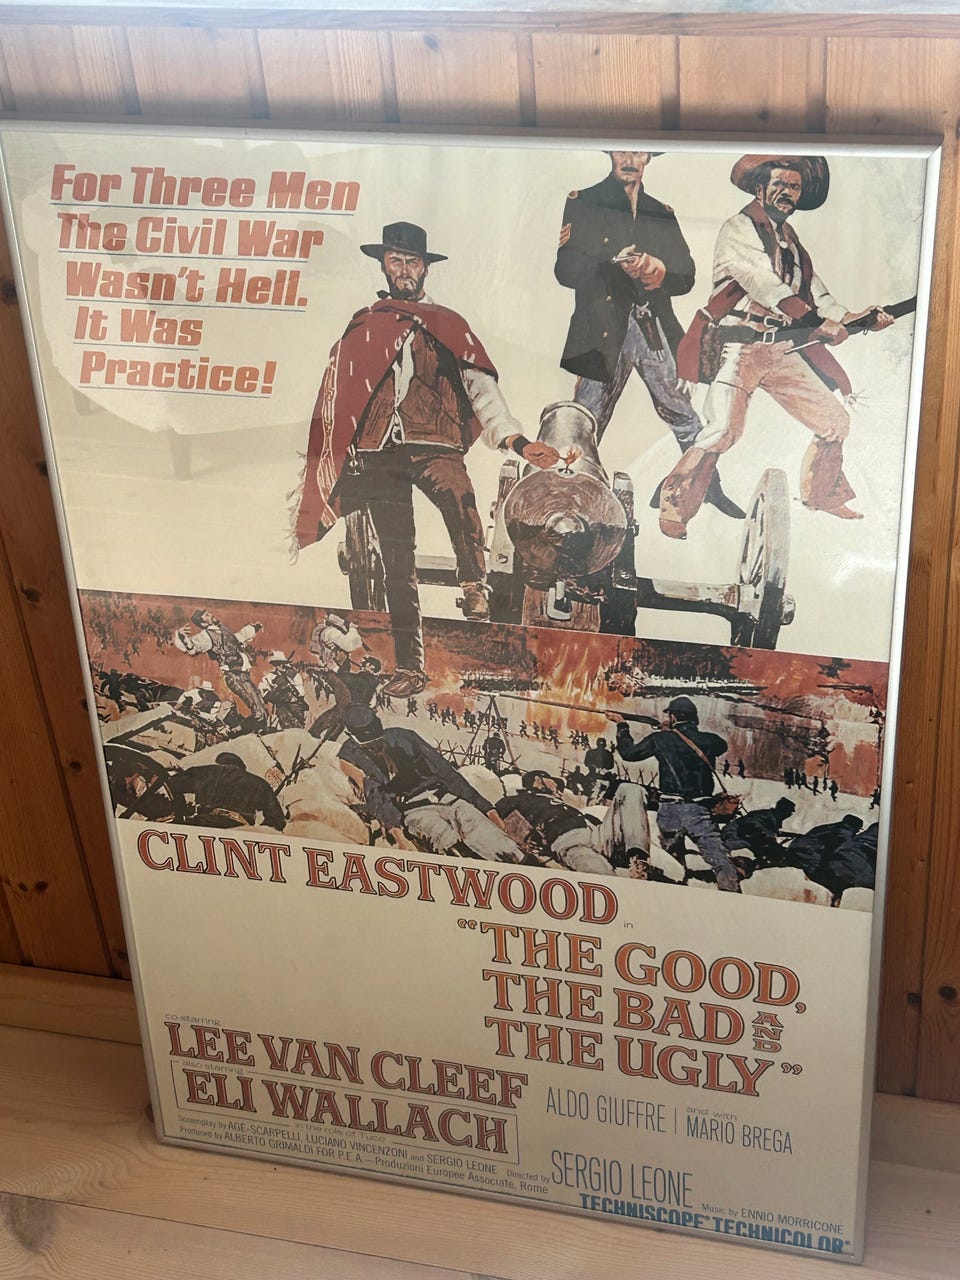 For Three Men
The Civil War
Wasn't Hell.
It Was
Practice!
CLINT EASTWOOD
in
"THE GOOD,
THE BAD AND
THE UGLY"
co-starring
LEE VAN CLEEF
also starring
ELI WALLACH
in the role of Tuco
ALDO GIUFFRE | and with MARIO BREGA
Screenplay by AGE-SCARPELLI, LUCIANO VINCENZONI and SERGIO LEONE
Produced by ALBERTO GRIMALDI FOR P.E.A.—Produzioni Europee Associate, Rome
Directed by SERGIO LEONE
Music by ENNIO MORRICONE
TECHNISCOPE® TECHNICOLOR®